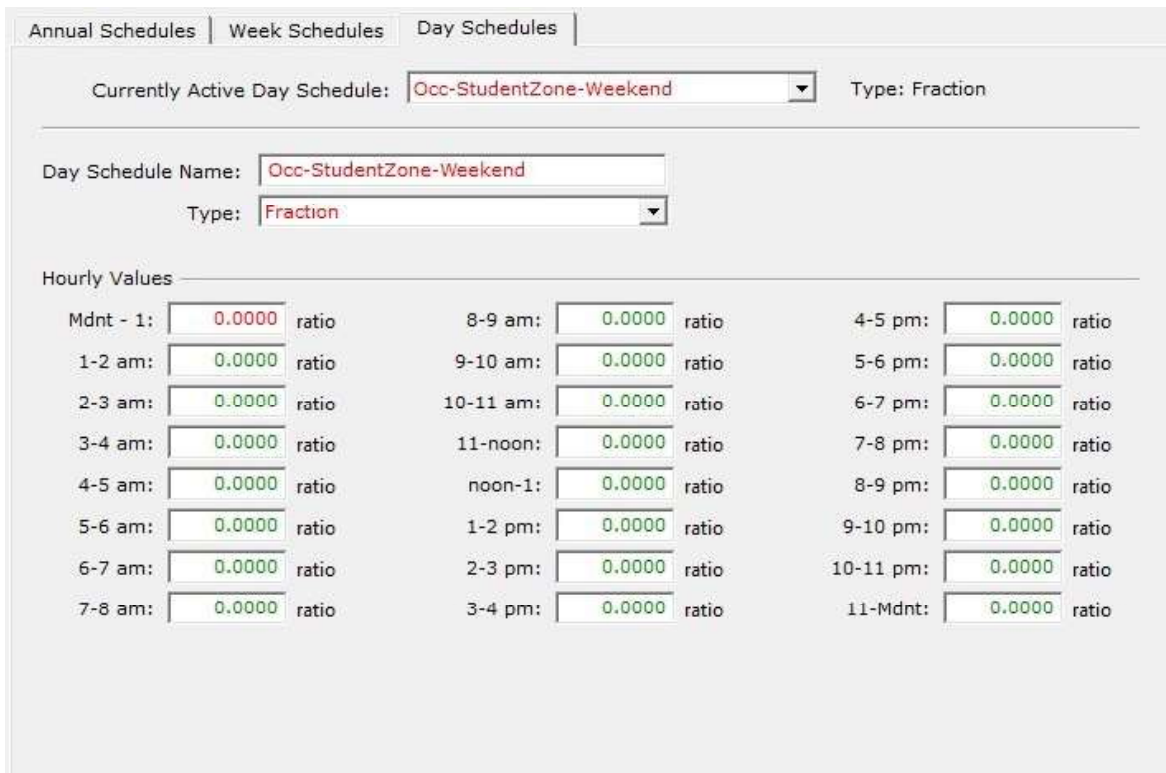 Annual Schedules Week Schedules Day Schedules
Currently Active Day Schedule: Occ-StudentZone-Weekend Type: Fraction
Day Schedule Name: Occ-StudentZone-Weekend
Type: Fraction
Hourly Values
Mdnt - 1: 0.0000 ratio 8-9 am: 0.0000 ratio 4-5 pm: 0.0000 ratio
1-2 am: 0.0000 ratio 9-10 am: 0.0000 ratio 5-6 pm: 0.0000 ratio
2-3 am: 0.0000 ratio 10-11 am: 0.0000 ratio 6-7 pm: 0.0000 ratio
3-4 am: 0.0000 ratio 11-noon: 0.0000 ratio 7-8 pm: 0.0000 ratio
4-5 am: 0.0000 ratio noon-1: 0.0000 ratio 8-9 pm: 0.0000 ratio
5-6 am: 0.0000 ratio 1-2 pm: 0.0000 ratio 9-10 pm: 0.0000 ratio
6-7 am: 0.0000 ratio 2-3 pm: 0.0000 ratio 10-11 pm: 0.0000 ratio
7-8 am: 0.0000 ratio 3-4 pm: 0.0000 ratio 11-Mdnt: 0.0000 ratio